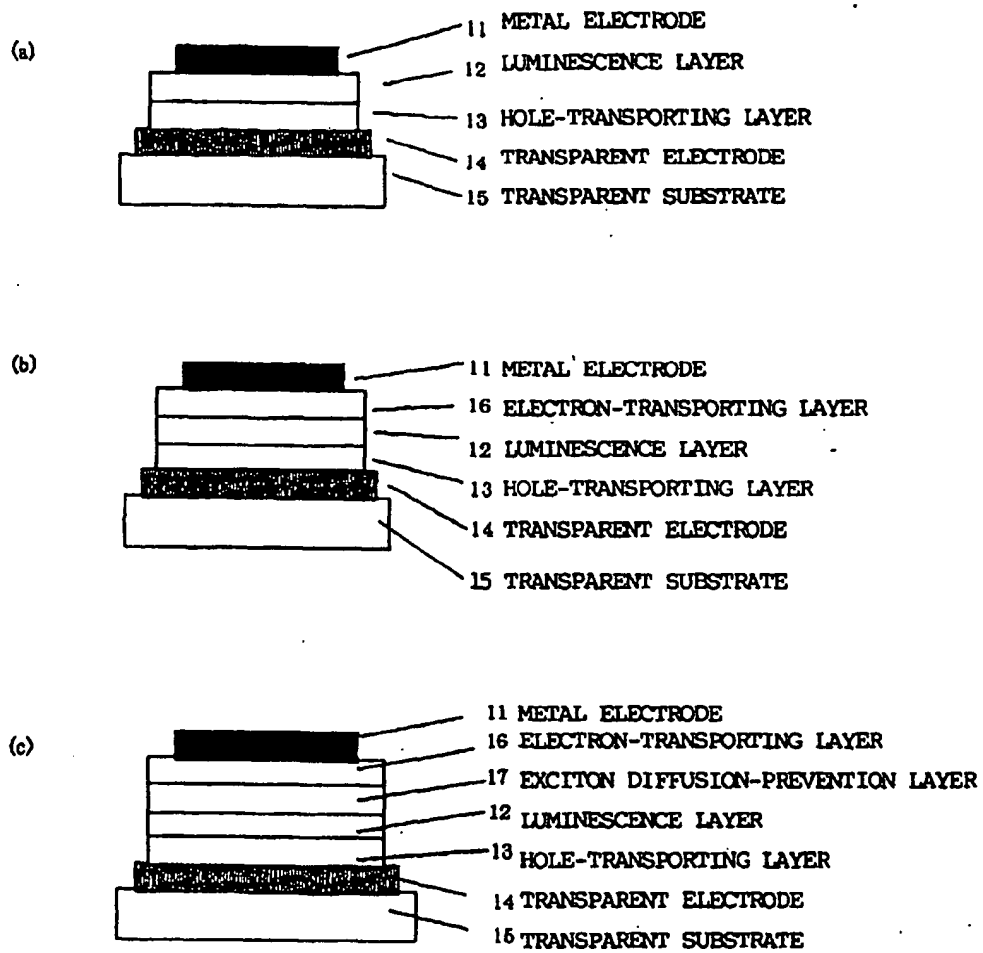 (a)
11 METAL ELECTRODE
12 LUMINESCENCE LAYER
13 HOLE-TRANSPORTING LAYER
14 TRANSPARENT ELECTRODE
15 TRANSPARENT SUBSTRATE
(b)
11 METAL ELECTRODE
16 ELECTRON-TRANSPORTING LAYER
12 LUMINESCENCE LAYER
13 HOLE-TRANSPORTING LAYER
14 TRANSPARENT ELECTRODE
15 TRANSPARENT SUBSTRATE
(c)
11 METAL ELECTRODE
16 ELECTRON-TRANSPORTING LAYER
17 EXCITON DIFFUSION-PREVENTION LAYER
12 LUMINESCENCE LAYER
13 HOLE-TRANSPORTING LAYER
14 TRANSPARENT ELECTRODE
15 TRANSPARENT SUBSTRATE